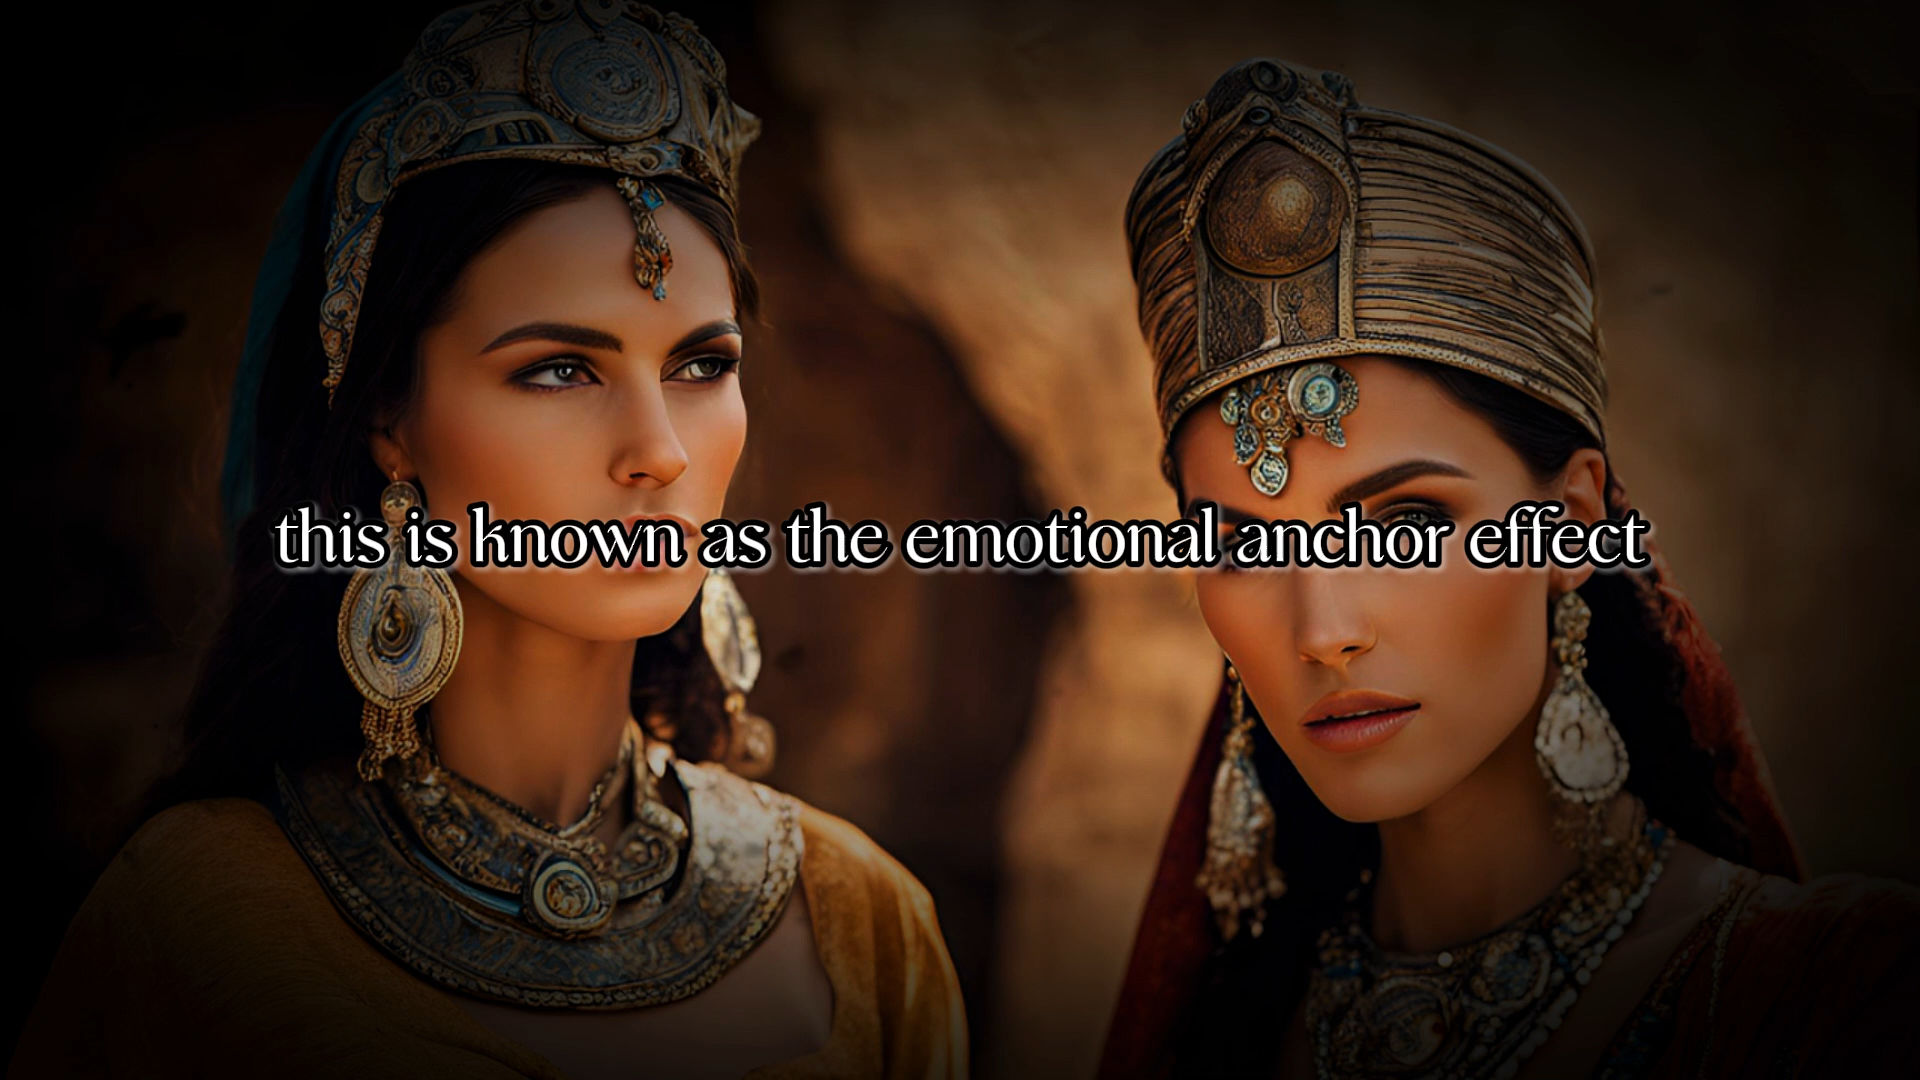 this is known as the emotional anchor effect